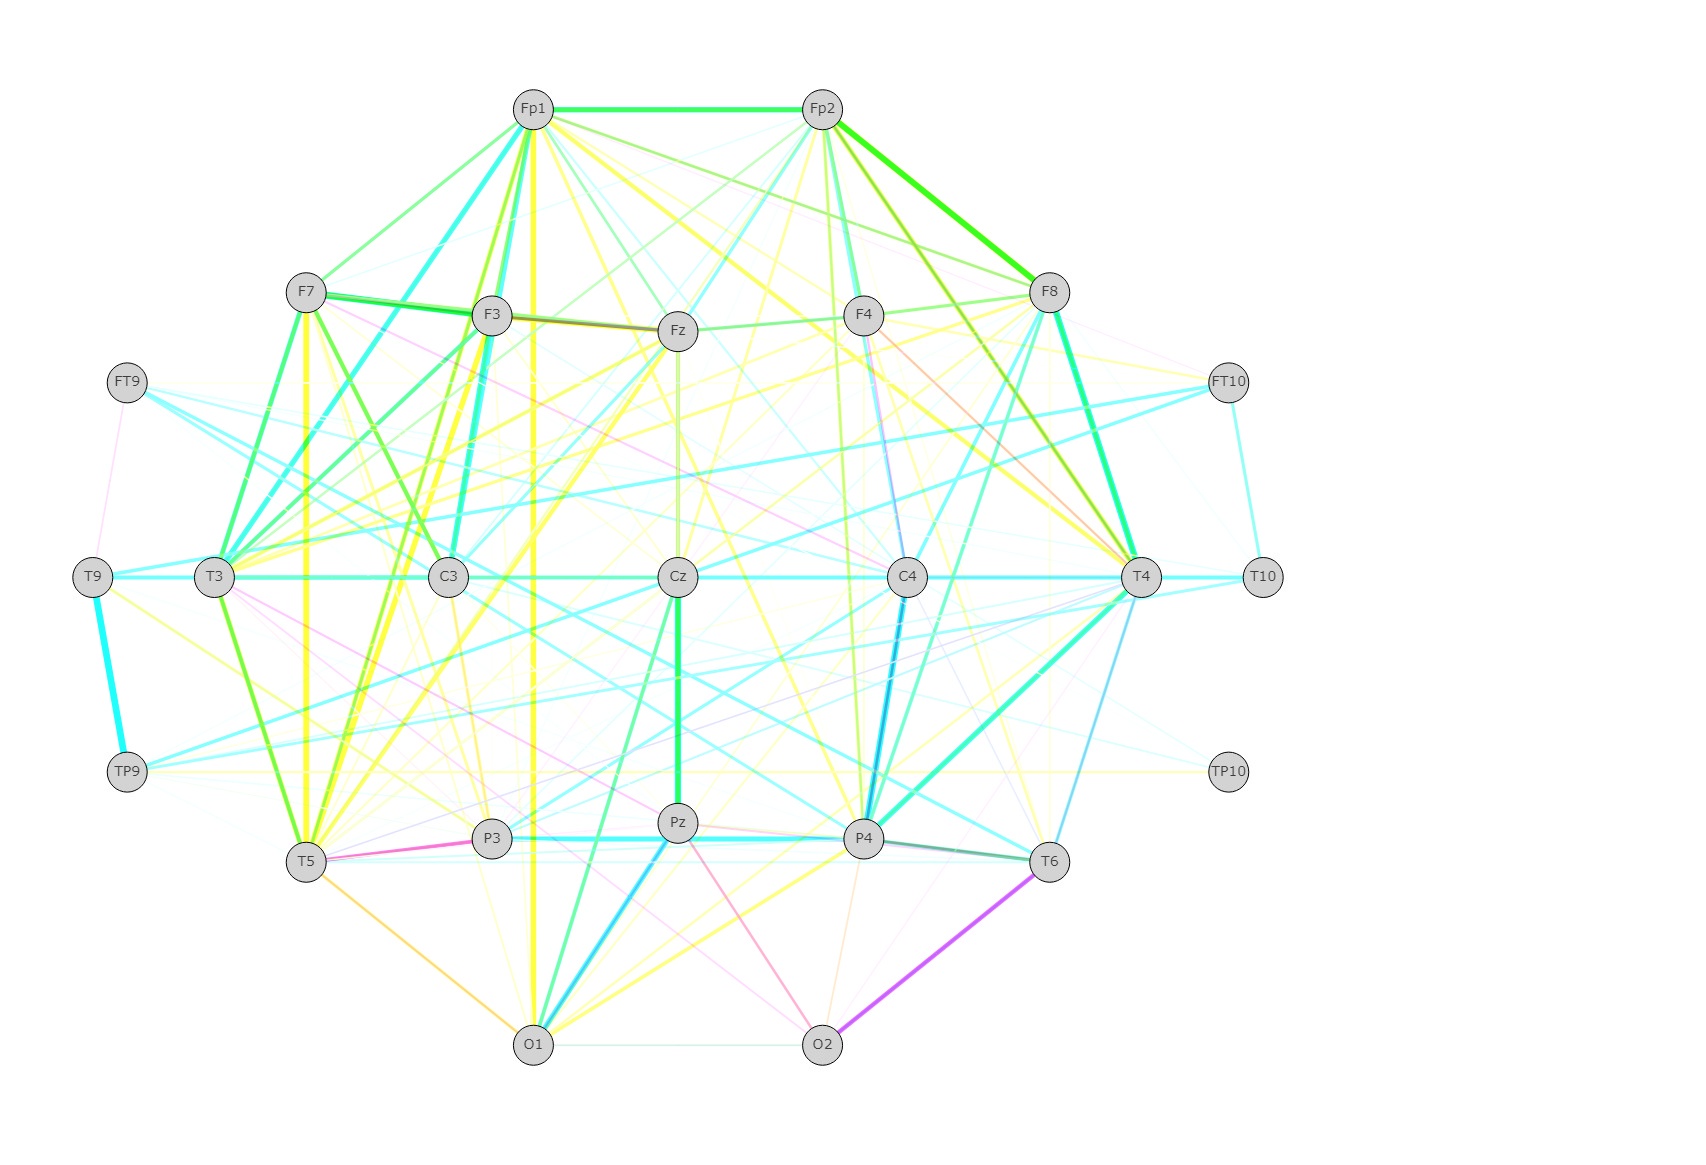 Fp1 Fp2
F7 F3 Fz F4 F8
FT9 FT10
T9 T3 C3 Cz C4 T4 T10
TP9 TP10
T5 P3 Pz P4 T6
O1 O2